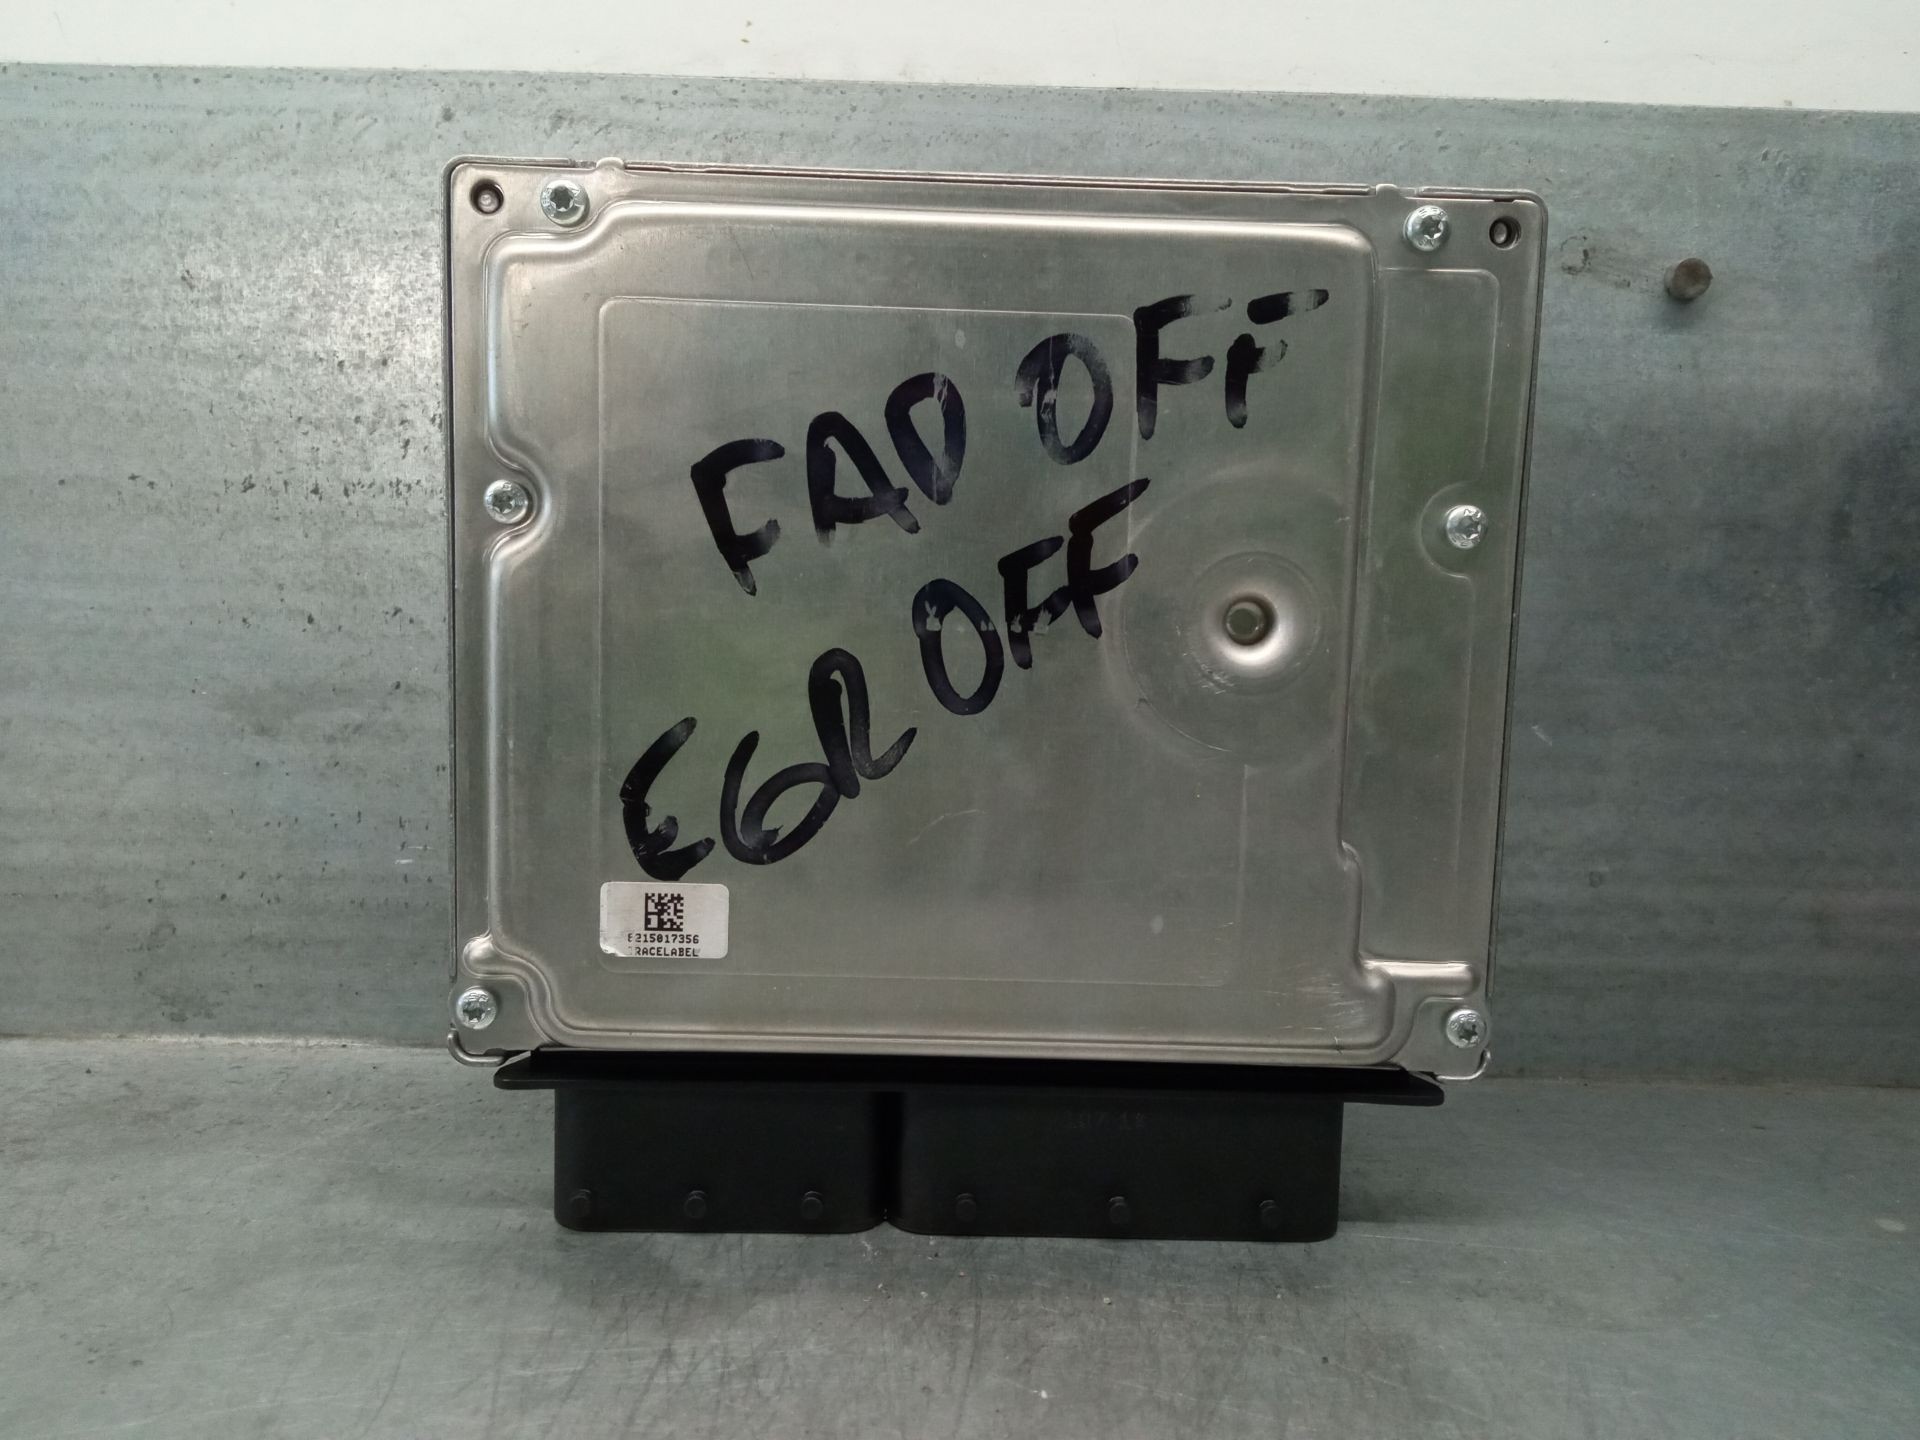 FAD OFF
EGR OFF
8215017356
TRACELABEL